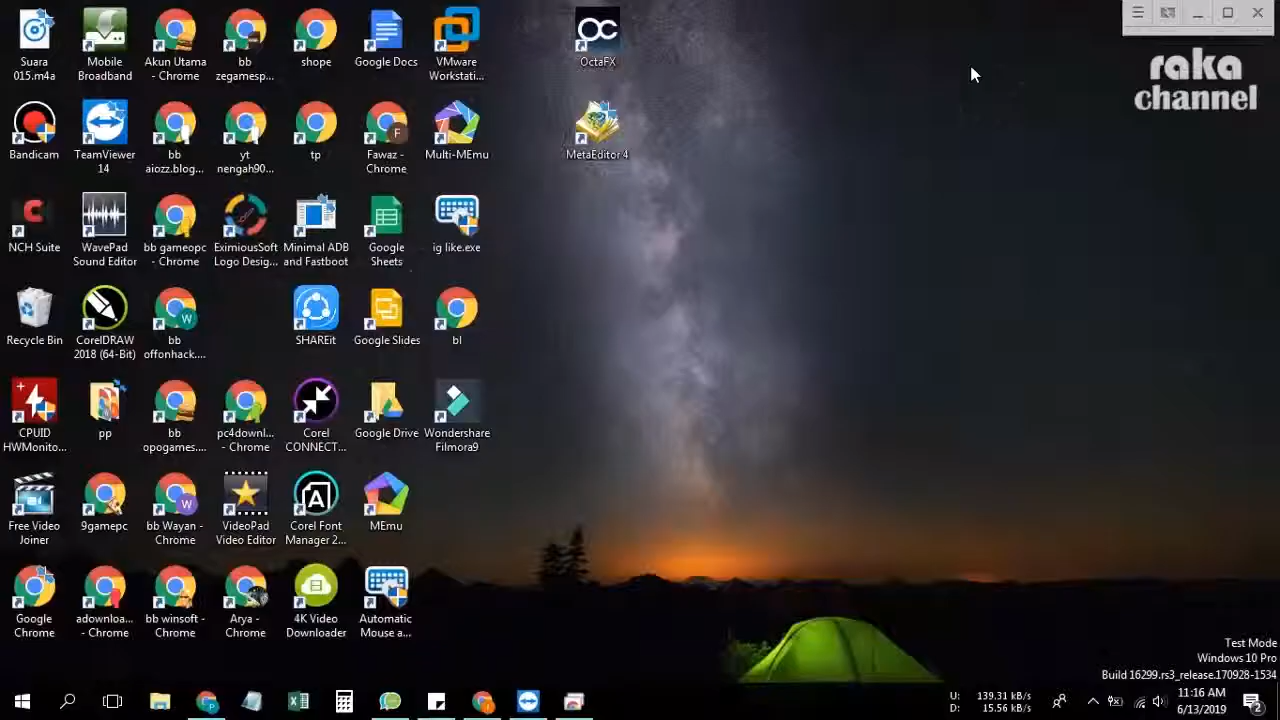 Suara
015.m4a
Mobile
Broadband
Akun Utama
- Chrome
bb
zegamesp...
shope
Google Docs
VMware
Workstati...
OC
OctaFX
raka
channel
Bandicam
TeamViewer
14
bb
aiozz.blog...
yt
nengah90...
tp
F
Fawaz -
Chrome
Multi-MEmu
MetaEditor 4
NCH Suite
WavePad
Sound Editor
bb gameopc
- Chrome
EximiousSoft
Logo Desig...
Minimal ADB
and Fastboot
Google
Sheets
ig like.exe
Recycle Bin
CorelDRAW
2018 (64-Bit)
W
bb
offonhack....
SHAREit
Google Slides
bl
CPUID
HWMonito...
pp
bb
opogames....
pc4downl...
- Chrome
Corel
CONNECT...
Google Drive
Wondershare
Filmora9
Free Video
Joiner
9gamepc
W
bb Wayan -
Chrome
VideoPad
Video Editor
A
Corel Font
Manager 2...
MEmu
Google
Chrome
adownloa...
- Chrome
bb winsoft -
Chrome
Arya -
Chrome
4K Video
Downloader
Automatic
Mouse a...
Test Mode
Windows 10 Pro
Build 16299.rs3_release.170928-1534
U: 139.31 kB/s
D: 15.56 kB/s
11:16 AM
6/13/2019
2